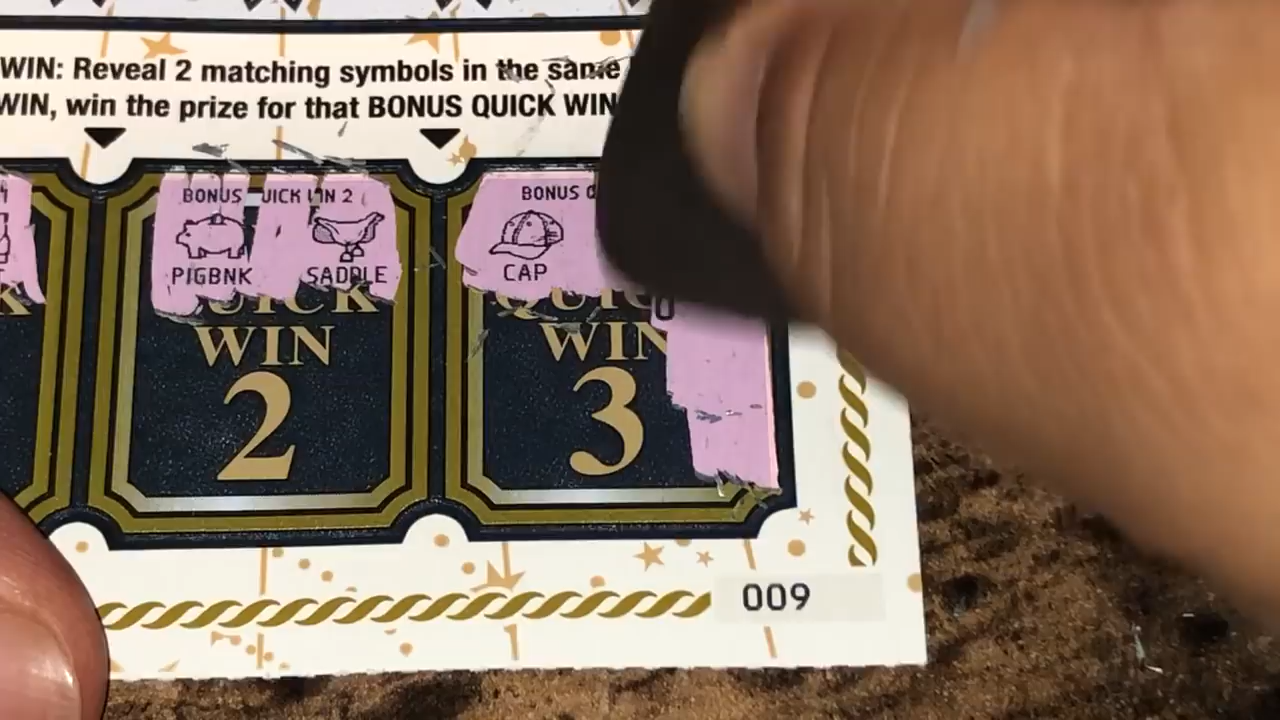 WIN: Reveal 2 matching symbols in the same
WIN, win the prize for that BONUS QUICK WIN
BONUS UICK WIN 2
PIGBNK SADDLE
QUICK
WIN
2
BONUS
CAP
WIN
3
009